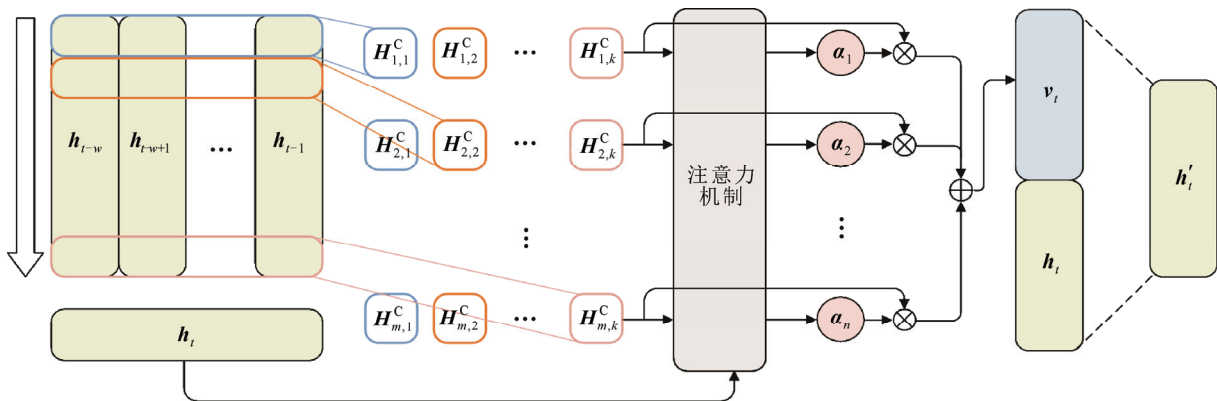 h_{t-w} h_{t-w+1} ... h_{t-1}
h_t
H^C_{1,1} H^C_{1,2} ... H^C_{1,k}
H^C_{2,1} H^C_{2,2} ... H^C_{2,k}
⋮
H^C_{m,1} H^C_{m,2} ... H^C_{m,k}
注意力
机制
α_1
α_2
⋮
α_n
v_t
h_t
h'_t